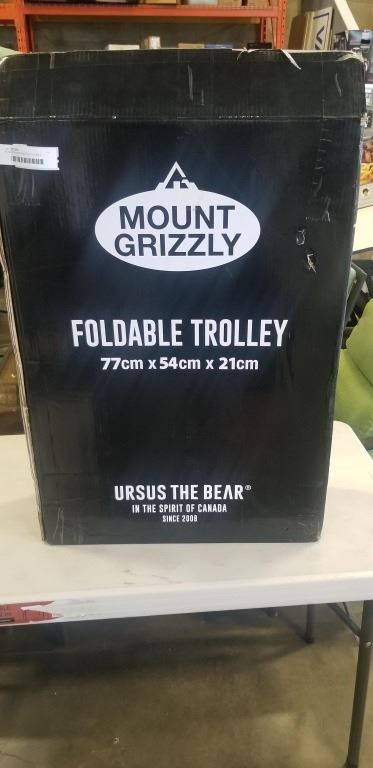 MOUNT
GRIZZLY
FOLDABLE TROLLEY
77cm x 54cm x 21cm
URSUS THE BEAR®
IN THE SPIRIT OF CANADA
SINCE 2008